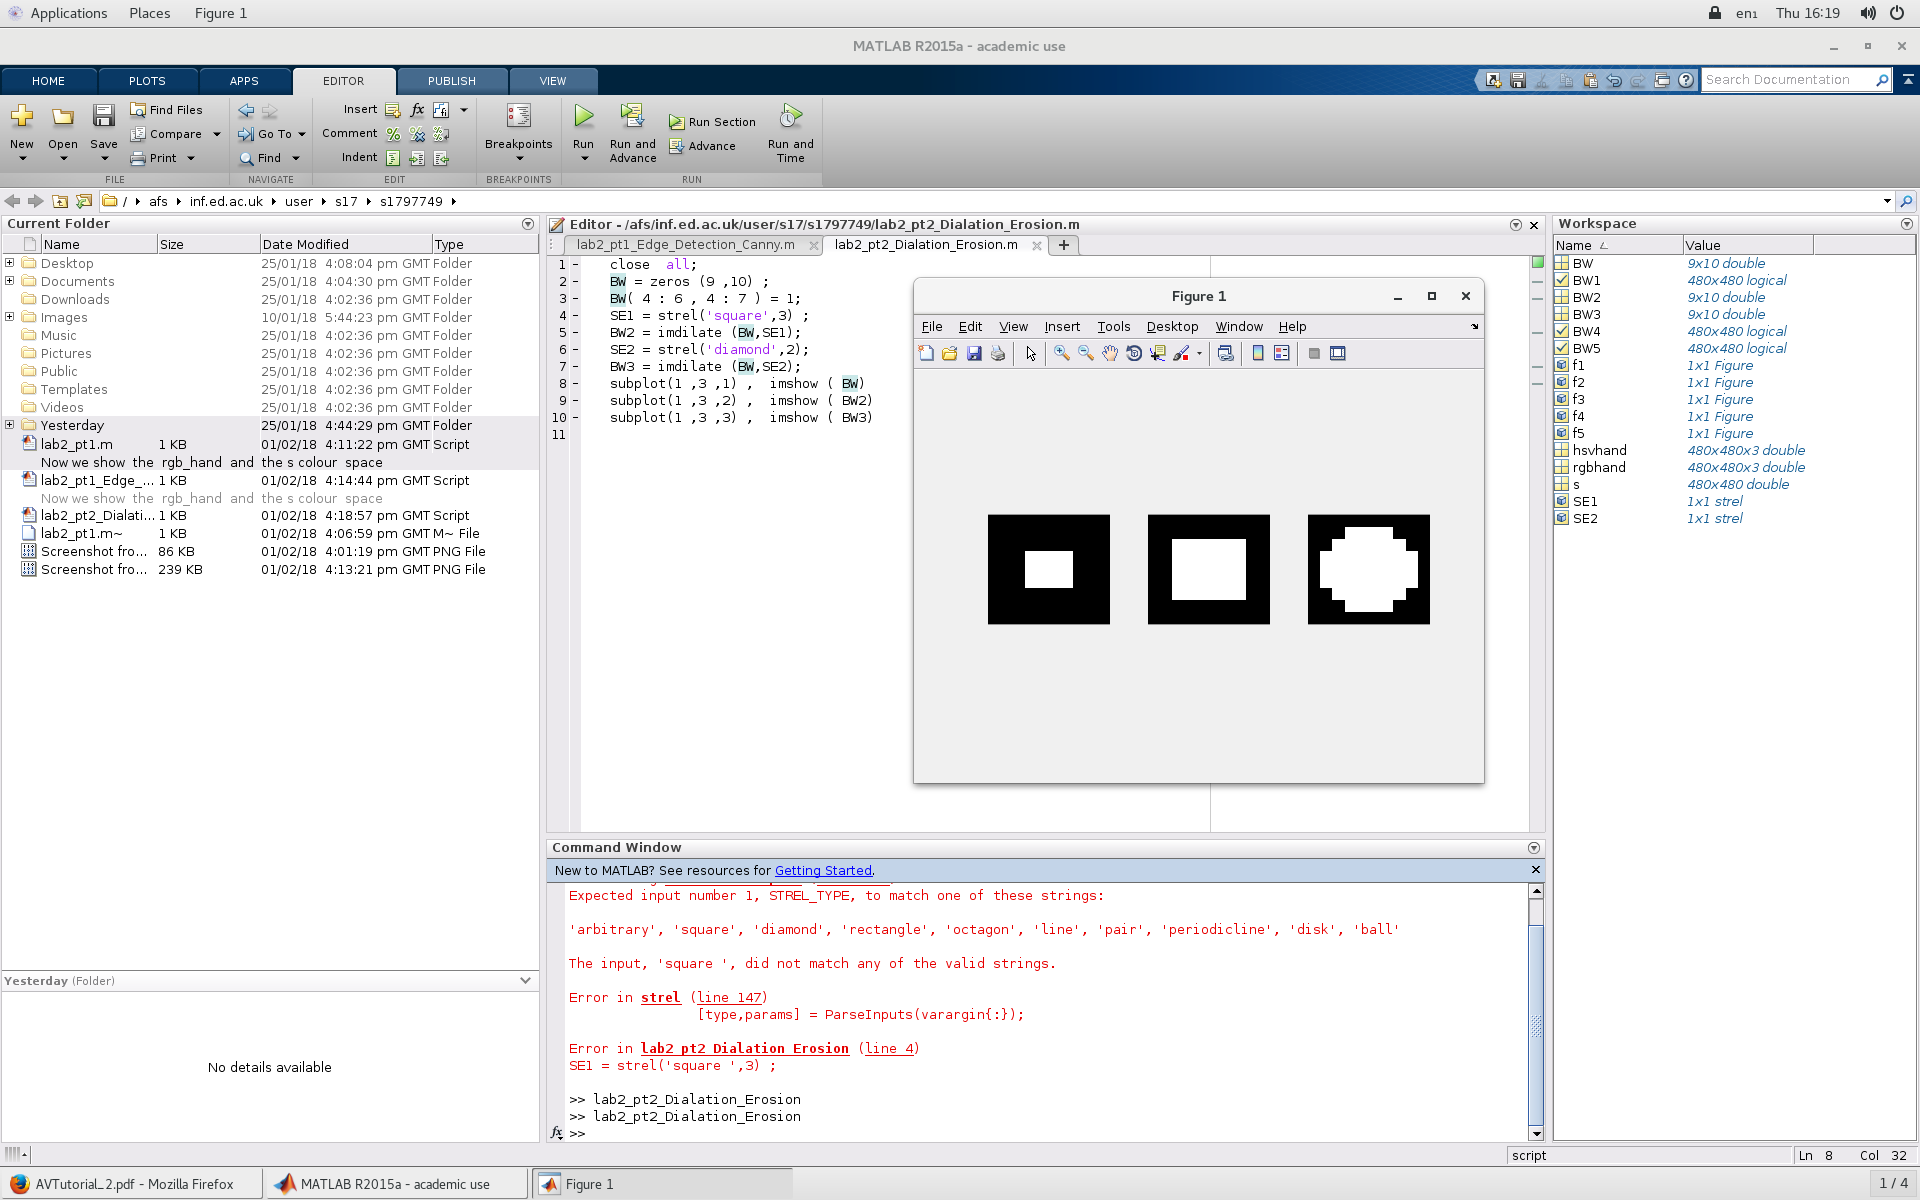 Applications Places Figure 1 en1 Thu 16:19
MATLAB R2015a - academic use
HOME PLOTS APPS EDITOR PUBLISH VIEW Search Documentation
New Open Save Find Files Compare Print
FILE
Go To Find
NAVIGATE
Insert fx
Comment
Indent
EDIT
Breakpoints
BREAKPOINTS
Run Run and Advance Run Section Advance Run and Time
RUN
/ afs inf.ed.ac.uk user s17 s1797749
Current Folder
Name Size Date Modified Type
Desktop 25/01/18 4:08:04 pm GMT Folder
Documents 25/01/18 4:04:30 pm GMT Folder
Downloads 25/01/18 4:02:36 pm GMT Folder
Images 10/01/18 5:44:23 pm GMT Folder
Music 25/01/18 4:02:36 pm GMT Folder
Pictures 25/01/18 4:02:36 pm GMT Folder
Public 25/01/18 4:02:36 pm GMT Folder
Templates 25/01/18 4:02:36 pm GMT Folder
Videos 25/01/18 4:02:36 pm GMT Folder
Yesterday 25/01/18 4:44:29 pm GMT Folder
lab2_pt1.m 1 KB 01/02/18 4:11:22 pm GMT Script
Now we show the rgb_hand and the s colour space
lab2_pt1_Edge_... 1 KB 01/02/18 4:14:44 pm GMT Script
Now we show the rgb_hand and the s colour space
lab2_pt2_Dialati... 1 KB 01/02/18 4:18:57 pm GMT Script
lab2_pt1.m~ 1 KB 01/02/18 4:06:59 pm GMT M~ File
Screenshot fro... 86 KB 01/02/18 4:01:19 pm GMT PNG File
Screenshot fro... 239 KB 01/02/18 4:13:21 pm GMT PNG File
Yesterday (Folder)
No details available
Editor - /afs/inf.ed.ac.uk/user/s17/s1797749/lab2_pt2_Dialation_Erosion.m
lab2_pt1_Edge_Detection_Canny.m lab2_pt2_Dialation_Erosion.m +
1 - close all;
2 - BW = zeros (9 ,10) ;
3 - BW( 4 : 6 , 4 : 7 ) = 1;
4 - SE1 = strel('square',3) ;
5 - BW2 = imdilate (BW,SE1);
6 - SE2 = strel('diamond',2);
7 - BW3 = imdilate (BW,SE2);
8 - subplot(1 ,3 ,1) , imshow ( BW)
9 - subplot(1 ,3 ,2) , imshow ( BW2)
10 - subplot(1 ,3 ,3) , imshow ( BW3)
11
Figure 1
File Edit View Insert Tools Desktop Window Help
Command Window
New to MATLAB? See resources for Getting Started.
Expected input number 1, STREL_TYPE, to match one of these strings:
'arbitrary', 'square', 'diamond', 'rectangle', 'octagon', 'line', 'pair', 'periodicline', 'disk', 'ball'
The input, 'square ', did not match any of the valid strings.
Error in strel (line 147)
[type,params] = ParseInputs(varargin{:});
Error in lab2_pt2_Dialation_Erosion (line 4)
SE1 = strel('square ',3) ;
>> lab2_pt2_Dialation_Erosion
>> lab2_pt2_Dialation_Erosion
fx >>
Workspace
Name Value
BW 9x10 double
BW1 480x480 logical
BW2 9x10 double
BW3 9x10 double
BW4 480x480 logical
BW5 480x480 logical
f1 1x1 Figure
f2 1x1 Figure
f3 1x1 Figure
f4 1x1 Figure
f5 1x1 Figure
hsvhand 480x480x3 double
rgbhand 480x480x3 double
s 480x480 double
SE1 1x1 strel
SE2 1x1 strel
script Ln 8 Col 32
AVTutorial_2.pdf - Mozilla Firefox MATLAB R2015a - academic use Figure 1 1 / 4